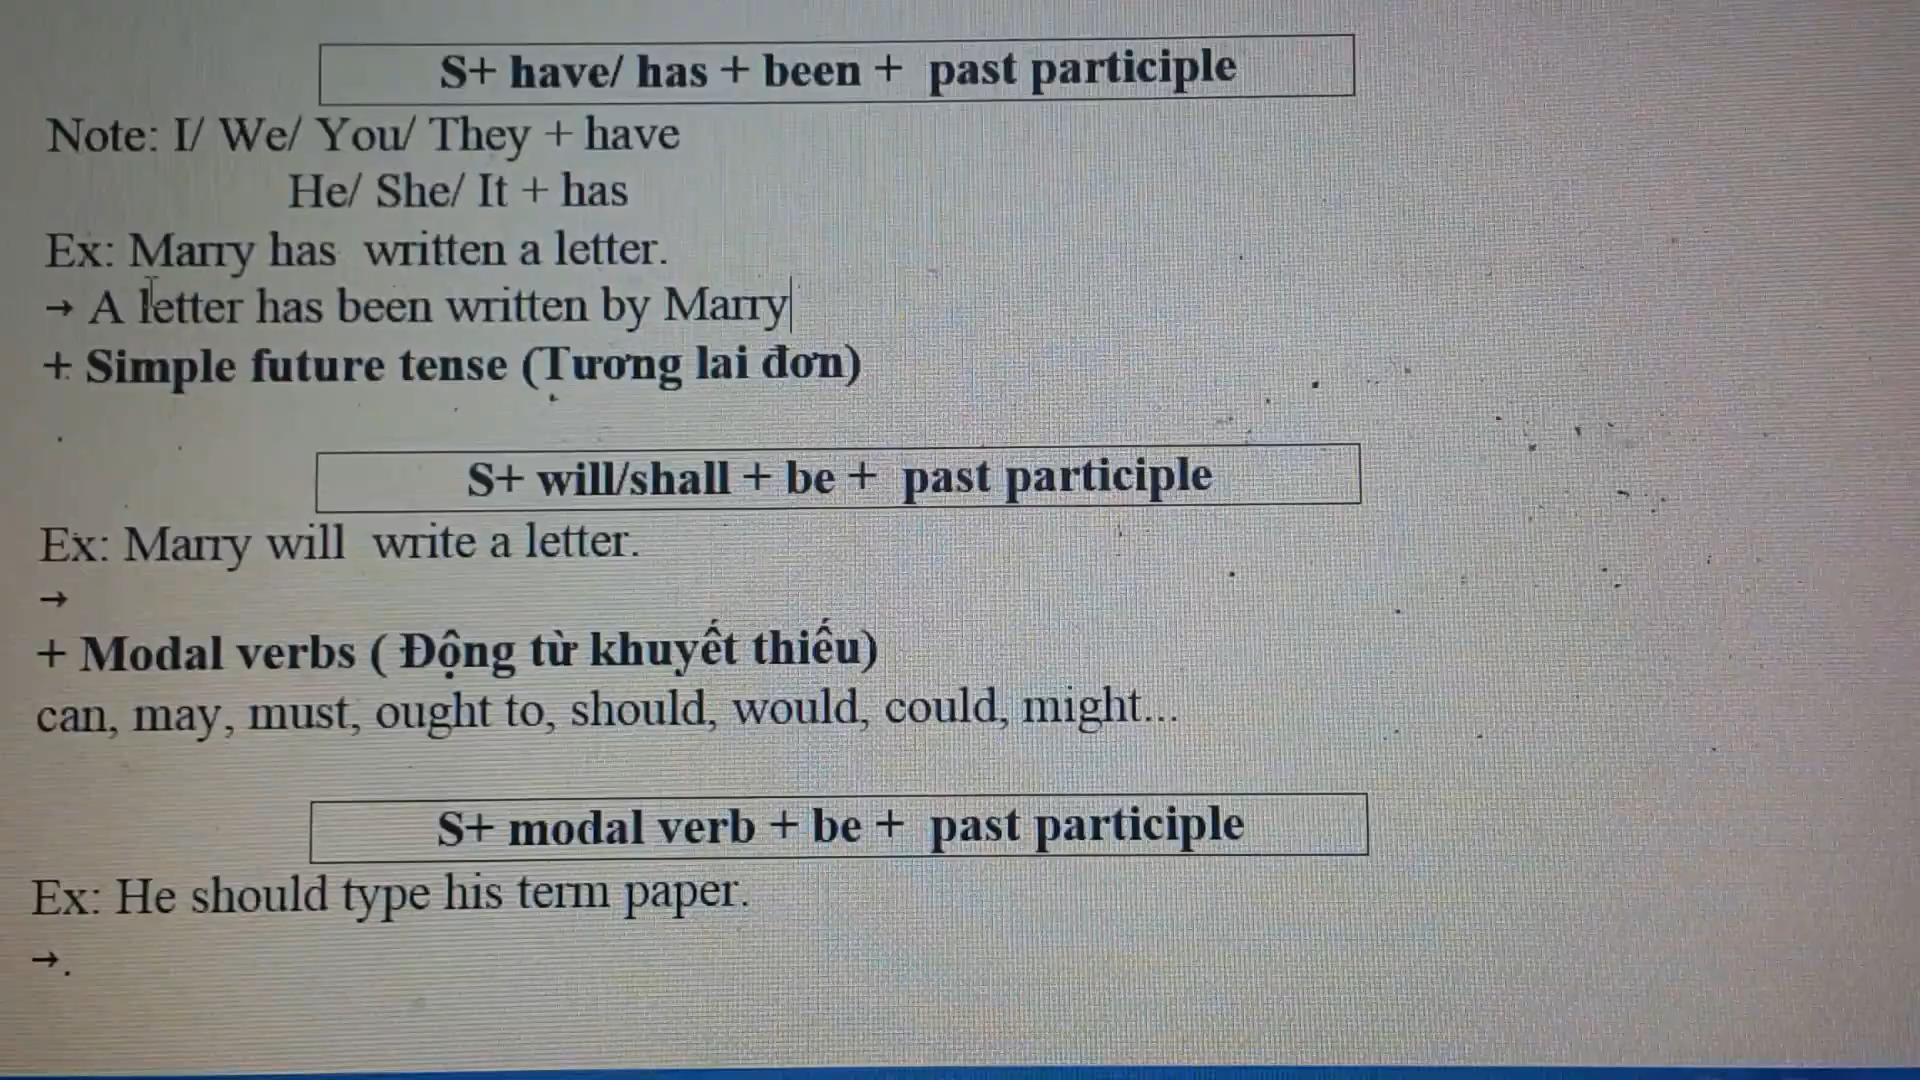 S+ have/ has + been + past participle
Note: I/ We/ You/ They + have
He/ She/ It + has
Ex: Marry has written a letter.
→ A letter has been written by Marry
+ Simple future tense (Tương lai đơn)
S+ will/shall + be + past participle
Ex: Marry will write a letter.
→
+ Modal verbs ( Động từ khuyết thiếu)
can, may, must, ought to, should, would, could, might...
S+ modal verb + be + past participle
Ex: He should type his term paper.
→.